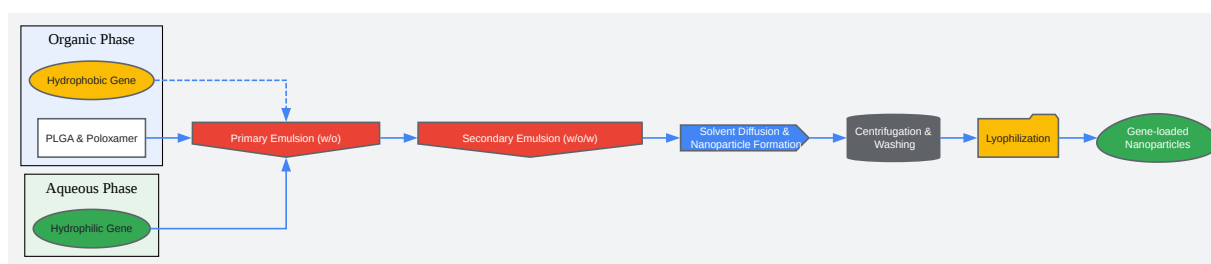 Organic Phase
Hydrophobic Gene
PLGA & Poloxamer
Aqueous Phase
Hydrophilic Gene
Primary Emulsion (w/o)
Secondary Emulsion (w/o/w)
Solvent Diffusion &
Nanoparticle Formation
Centrifugation &
Washing
Lyophilization
Gene-loaded
Nanoparticles